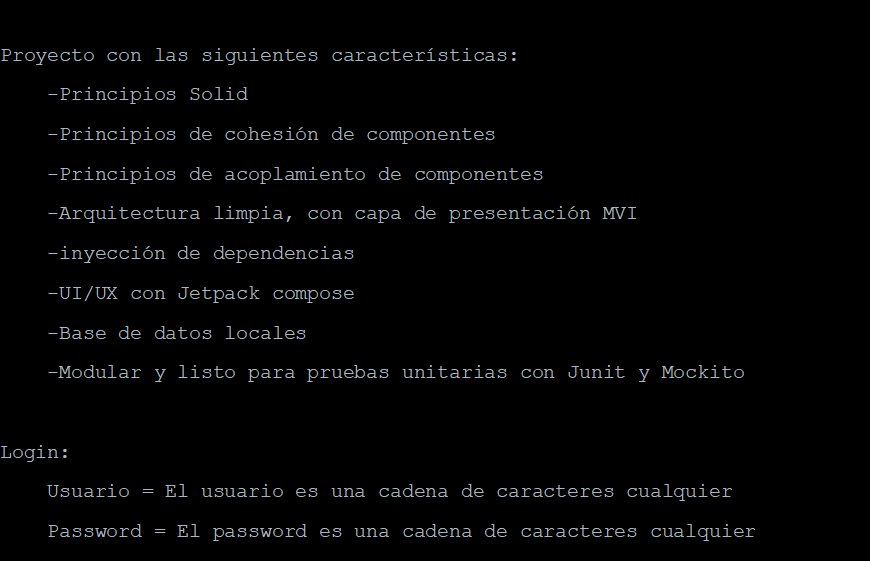 Proyecto con las siguientes características:
-Principios Solid
-Principios de cohesión de componentes
-Principios de acoplamiento de componentes
-Arquitectura limpia, con capa de presentación MVI
-inyección de dependencias
-UI/UX con Jetpack compose
-Base de datos locales
-Modular y listo para pruebas unitarias con Junit y Mockito
Login:
Usuario = El usuario es una cadena de caracteres cualquier
Password = El password es una cadena de caracteres cualquier